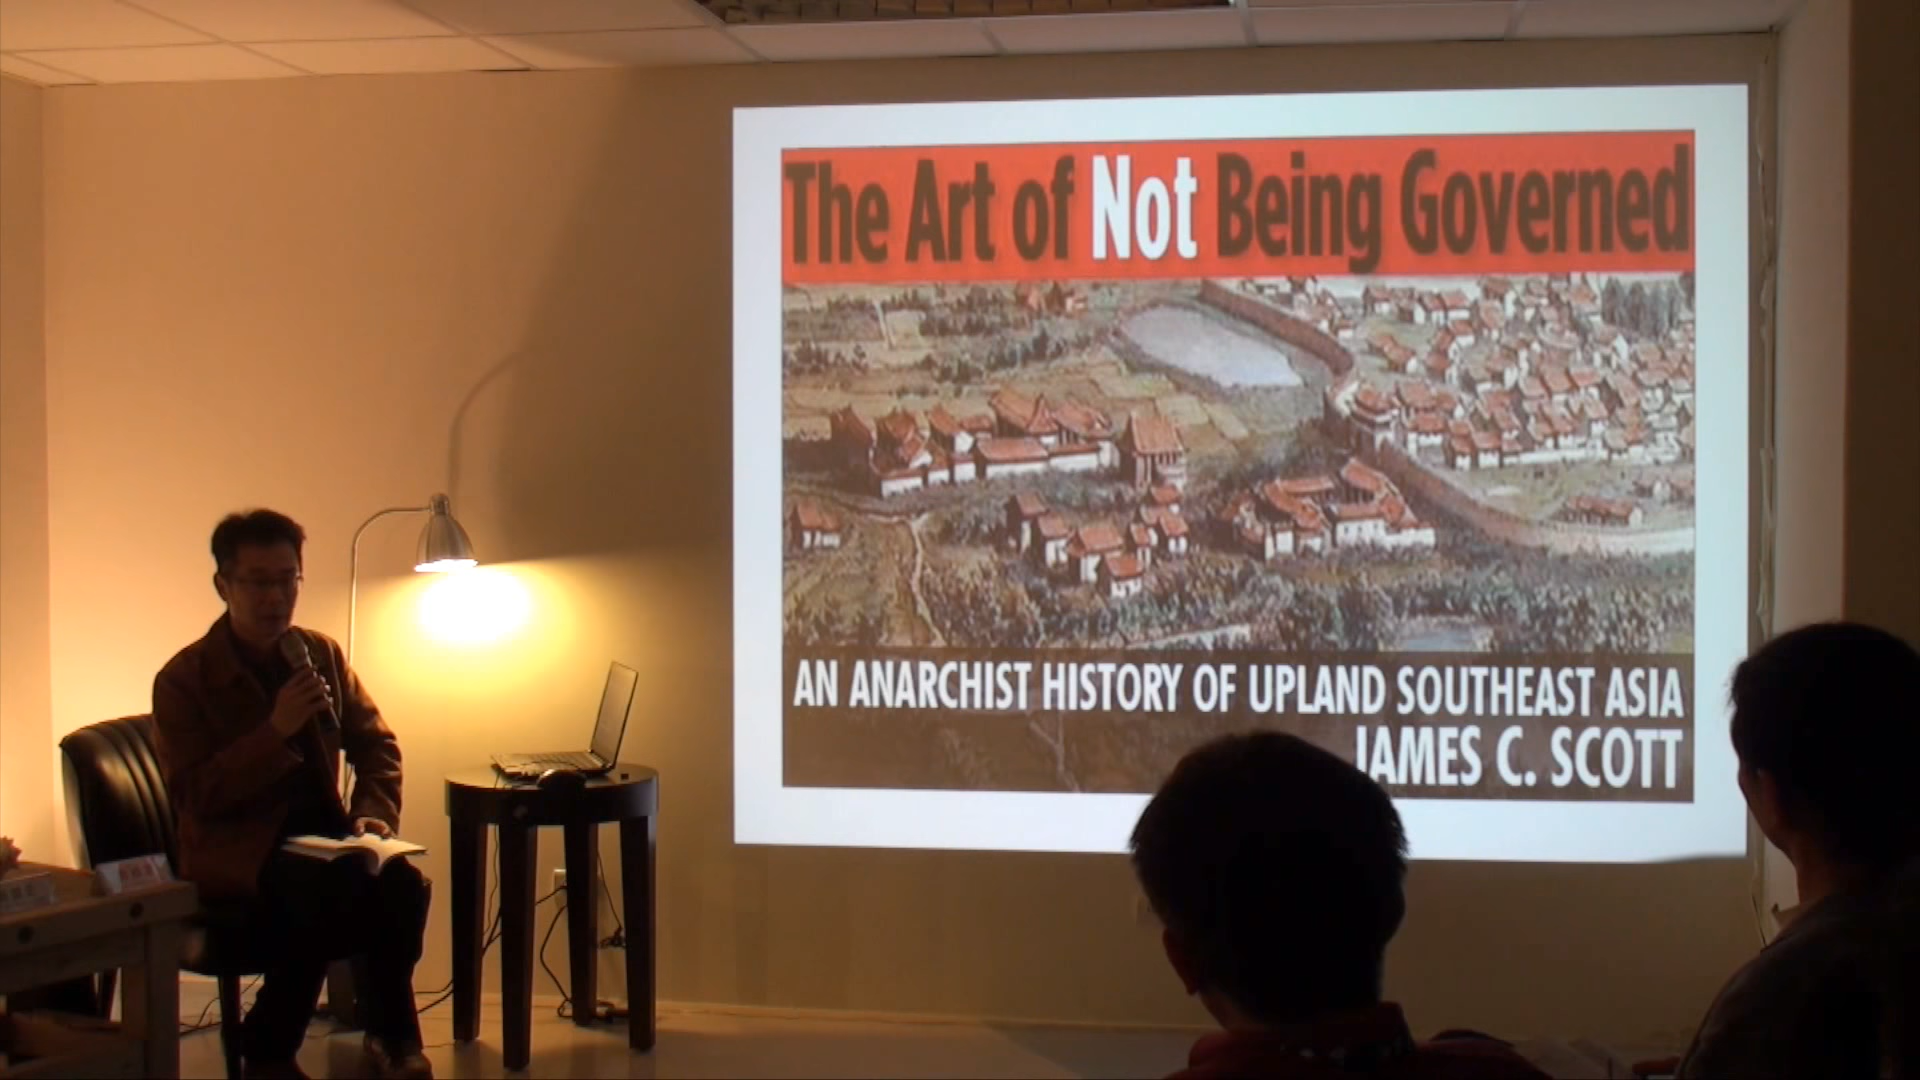 The Art of Not Being Governed
AN ANARCHIST HISTORY OF UPLAND SOUTHEAST ASIA
JAMES C. SCOTT